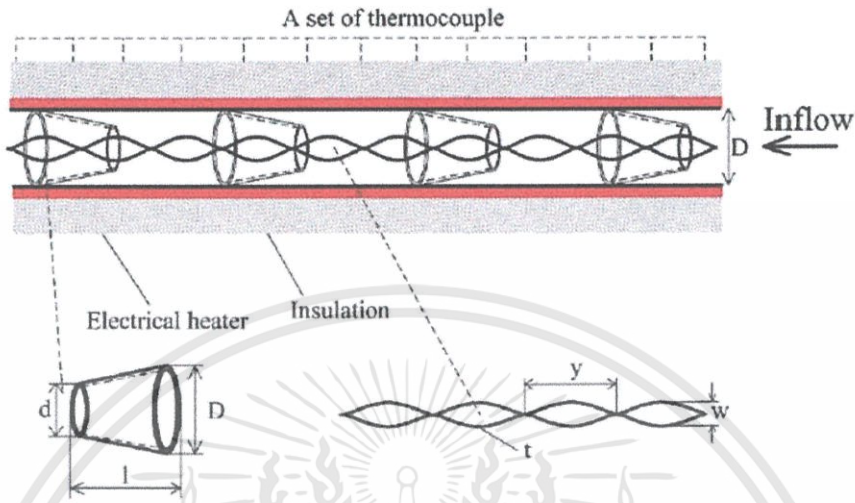 A set of thermocouple
Inflow
D
Electrical heater
Insulation
d
D
l
y
w
t